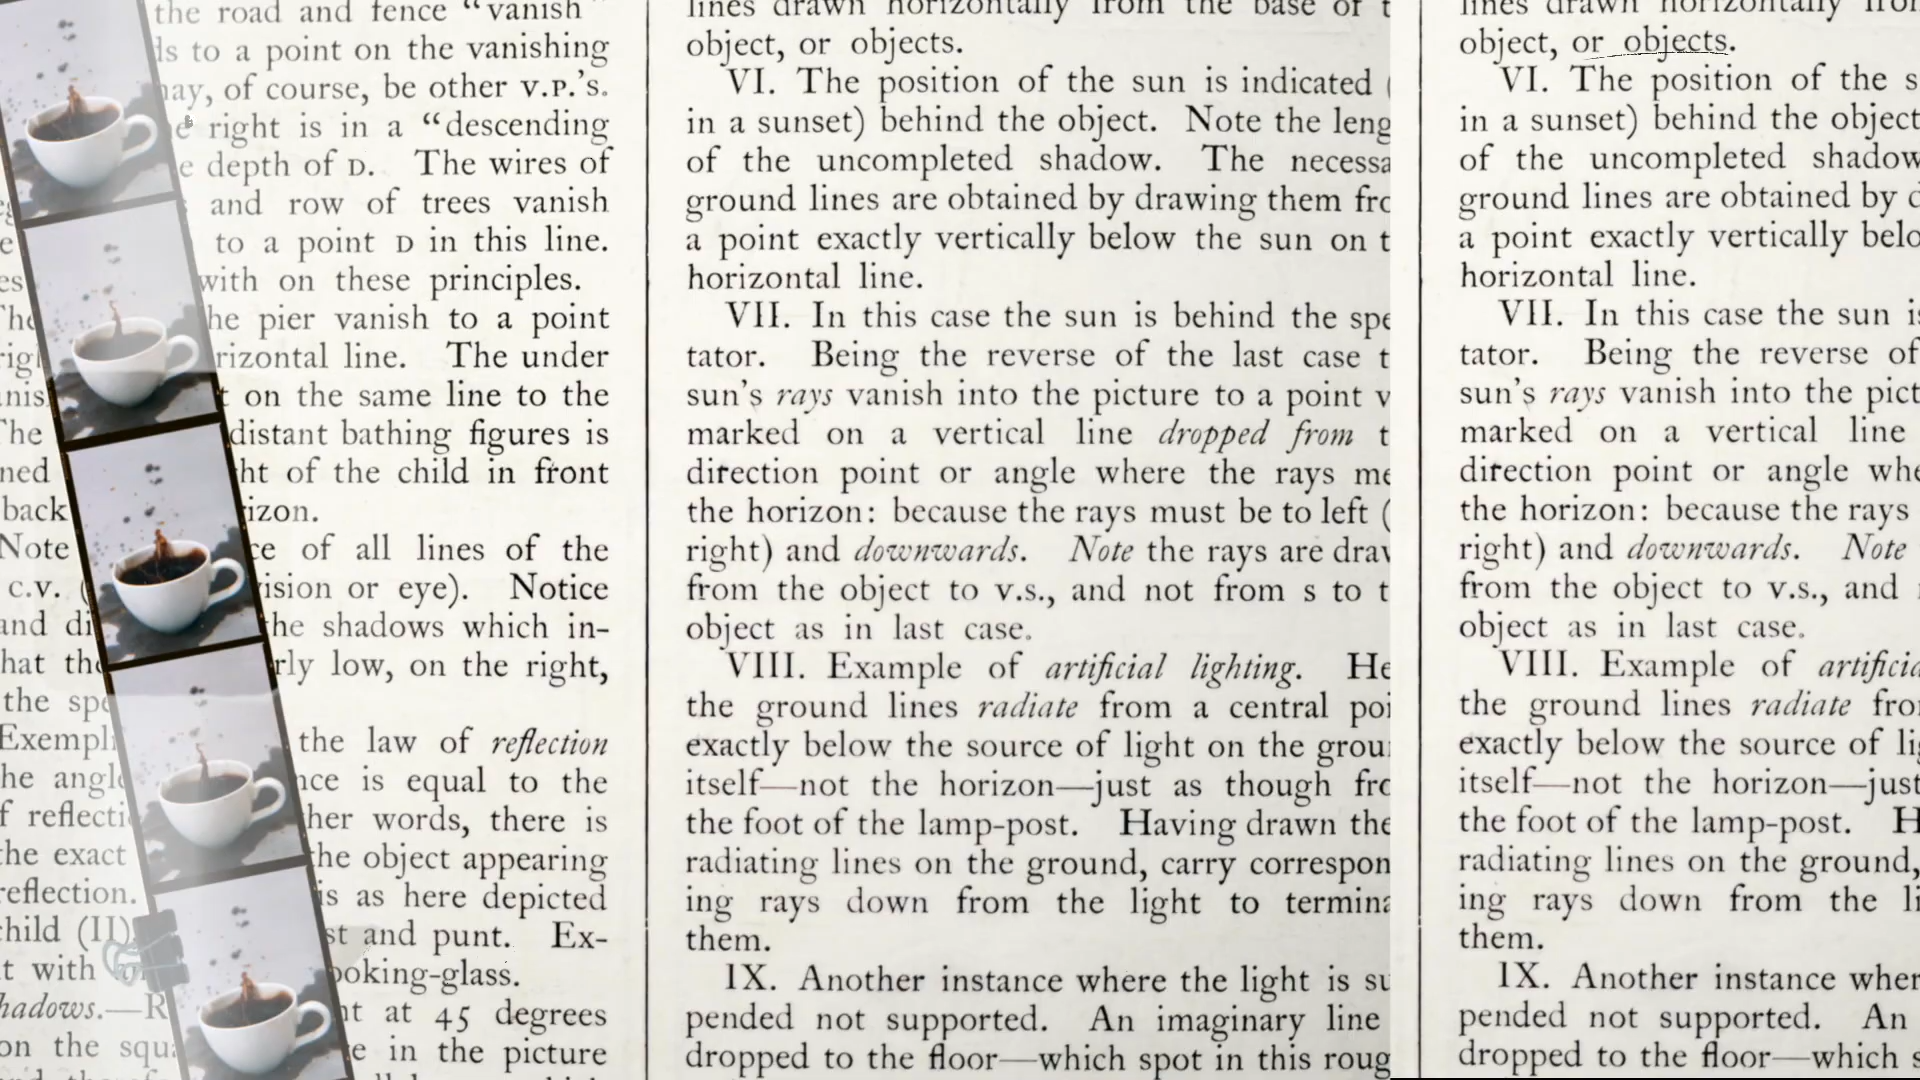 the road and fence "vanish"
to a point on the vanishing
may, of course, be other V.P.'s.
right is in a "descending
depth of D. The wires of
and row of trees vanish
to a point D in this line.
with on these principles.
the pier vanish to a point
horizontal line. The under
on the same line to the
The distant bathing figures is
of the child in front
back
Note of all lines of the
C.V. vision or eye). Notice
and the shadows which in-
low, on the right,
the
the law of reflection
is equal to the
of words, there is
the exact the object appearing
reflection. is as here depicted
child (II) and punt. Ex-
with looking-glass.
shadows.— at 45 degrees
on the in the picture
lines drawn horizontally from the base of
object, or objects.
VI. The position of the sun is indicated (
in a sunset) behind the object. Note the leng
of the uncompleted shadow. The necessa
ground lines are obtained by drawing them fro
a point exactly vertically below the sun on t
horizontal line.
VII. In this case the sun is behind the spe
tator. Being the reverse of the last case t
sun's rays vanish into the picture to a point v
marked on a vertical line dropped from t
direction point or angle where the rays me
the horizon: because the rays must be to left (
right) and downwards. Note the rays are draw
from the object to V.S., and not from S to t
object as in last case.
VIII. Example of artificial lighting. He
the ground lines radiate from a central poi
exactly below the source of light on the grou
itself—not the horizon—just as though fro
the foot of the lamp-post. Having drawn the
radiating lines on the ground, carry correspon
ing rays down from the light to termina
them.
IX. Another instance where the light is su
pended not supported. An imaginary line
dropped to the floor—which spot in this roug
lines drawn horizontally from
object, or objects.
VI. The position of the s
in a sunset) behind the object
of the uncompleted shadow
ground lines are obtained by d
a point exactly vertically belo
horizontal line.
VII. In this case the sun is
tator. Being the reverse of
sun's rays vanish into the pict
marked on a vertical line
direction point or angle whe
the horizon: because the rays
right) and downwards. Note
from the object to V.S., and
object as in last case.
VIII. Example of artificia
the ground lines radiate fro
exactly below the source of lig
itself—not the horizon—just
the foot of the lamp-post. H
radiating lines on the ground,
ing rays down from the li
them.
IX. Another instance wher
pended not supported. An
dropped to the floor—which s